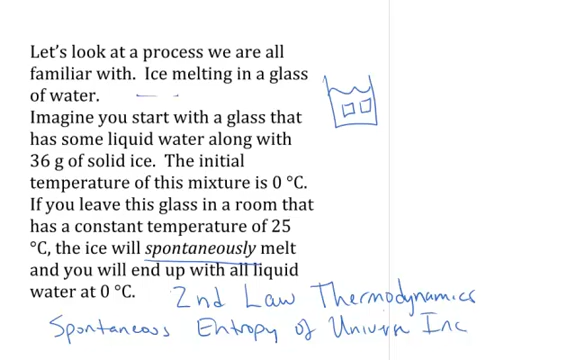 Let's look at a process we are all
familiar with. Ice melting in a glass
of water.
Imagine you start with a glass that
has some liquid water along with
36 g of solid ice. The initial
temperature of this mixture is 0 °C.
If you leave this glass in a room that
has a constant temperature of 25
°C, the ice will spontaneously melt
and you will end up with all liquid
water at 0 °C.
2nd Law Thermodynamics
Spontaneous Entropy of Inc